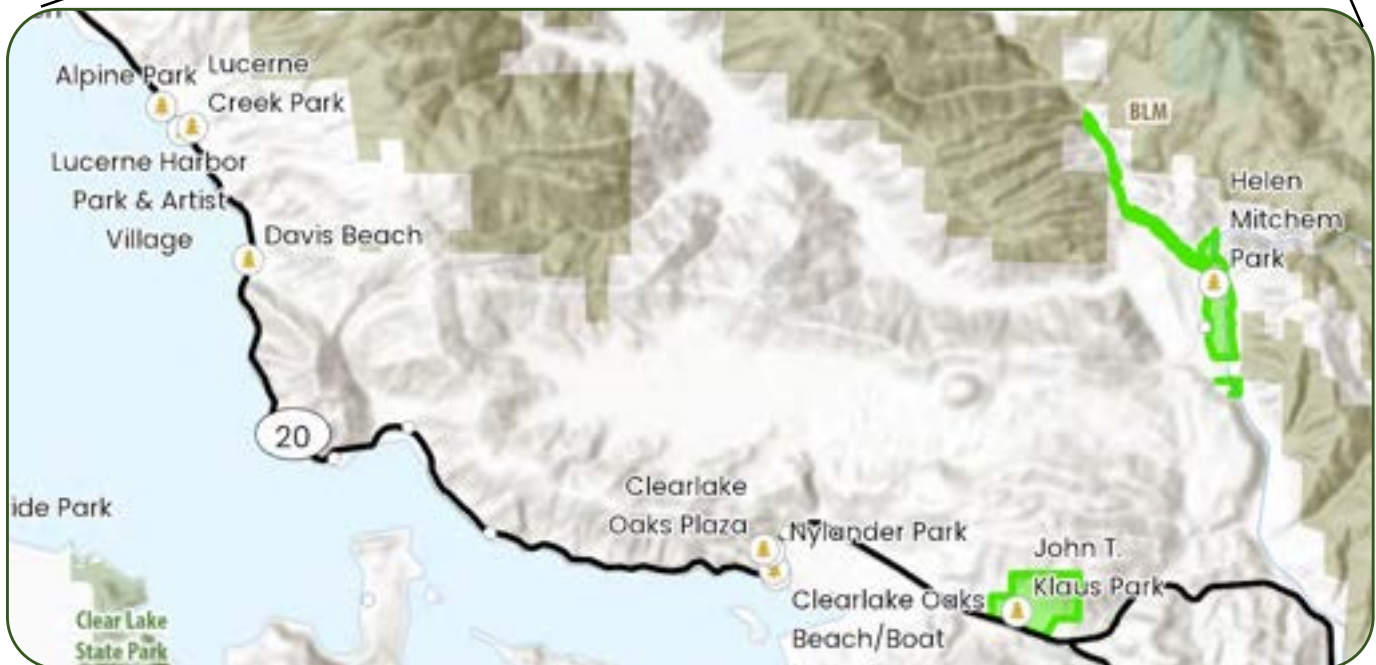 Alpine Park
Lucerne
Creek Park
Lucerne Harbor
Park & Artist
Village
Davis Beach
BLM
Helen
Mitchem
Park
20
ide Park
Clearlake
Oaks Plaza
Nylander Park
John T.
Klaus Park
Clearlake Oaks
Beach/Boat
Clear Lake
State Park